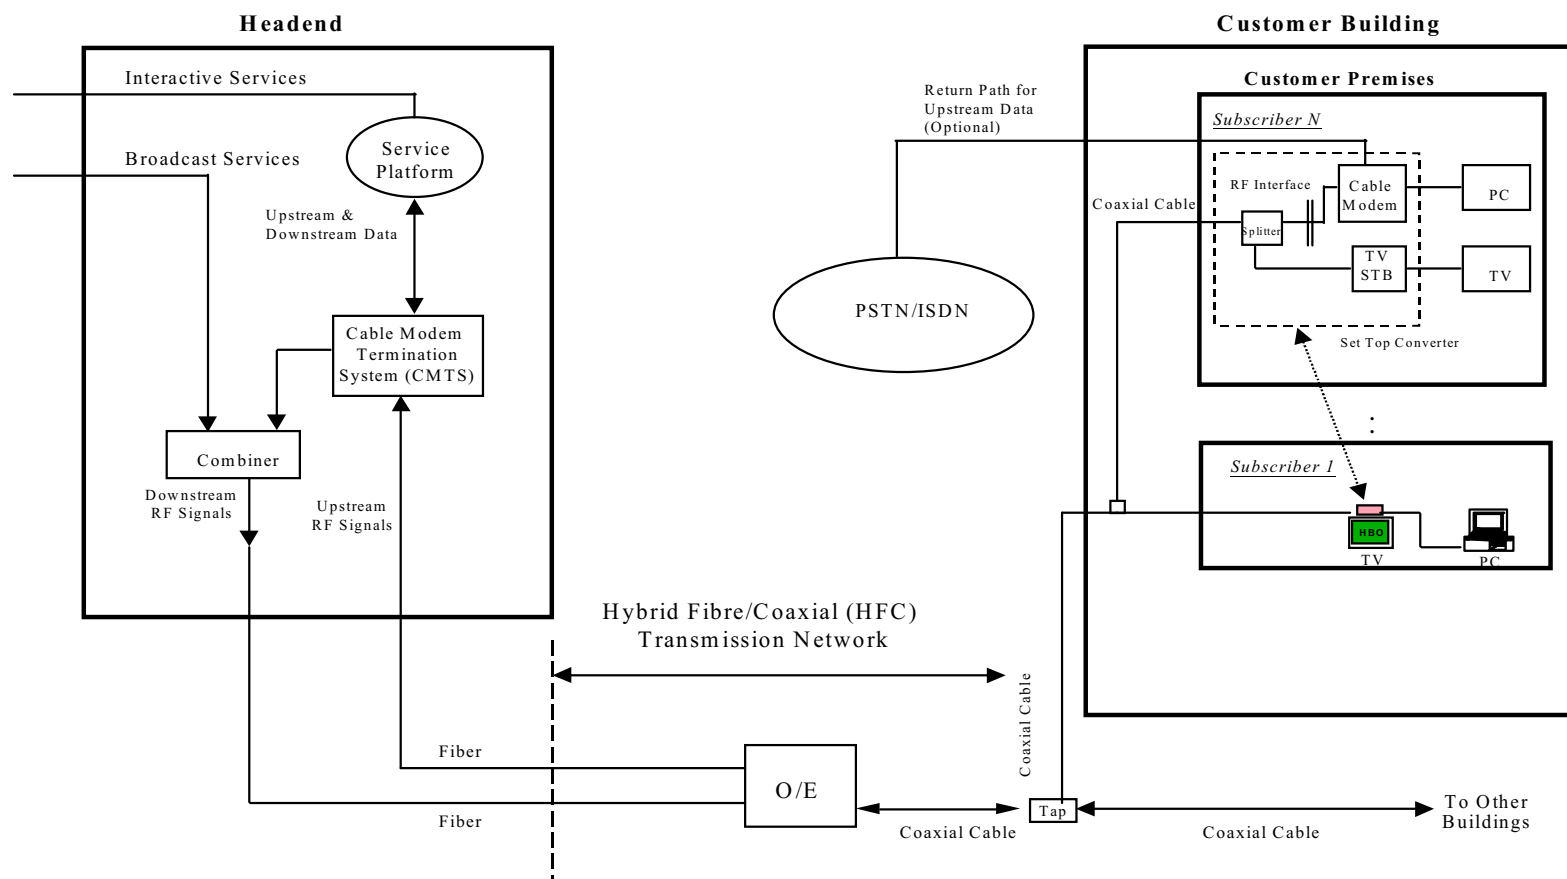 Headend
Interactive Services
Broadcast Services
Service
Platform
Upstream &
Downstream Data
Cable Modem
Termination
System (CMTS)
Combiner
Downstream
RF Signals
Upstream
RF Signals
Hybrid Fibre/Coaxial (HFC)
Transmission Network
Fiber
Fiber
O/E
Coaxial Cable
Tap
Coaxial Cable
Coaxial Cable
To Other
Buildings
PSTN/ISDN
Return Path for
Upstream Data
(Optional)
Customer Building
Customer Premises
Subscriber N
RF Interface
Cable
Modem
PC
Coaxial Cable
Splitter
TV
STB
TV
Set Top Converter
:
Subscriber 1
HBO
TV
PC